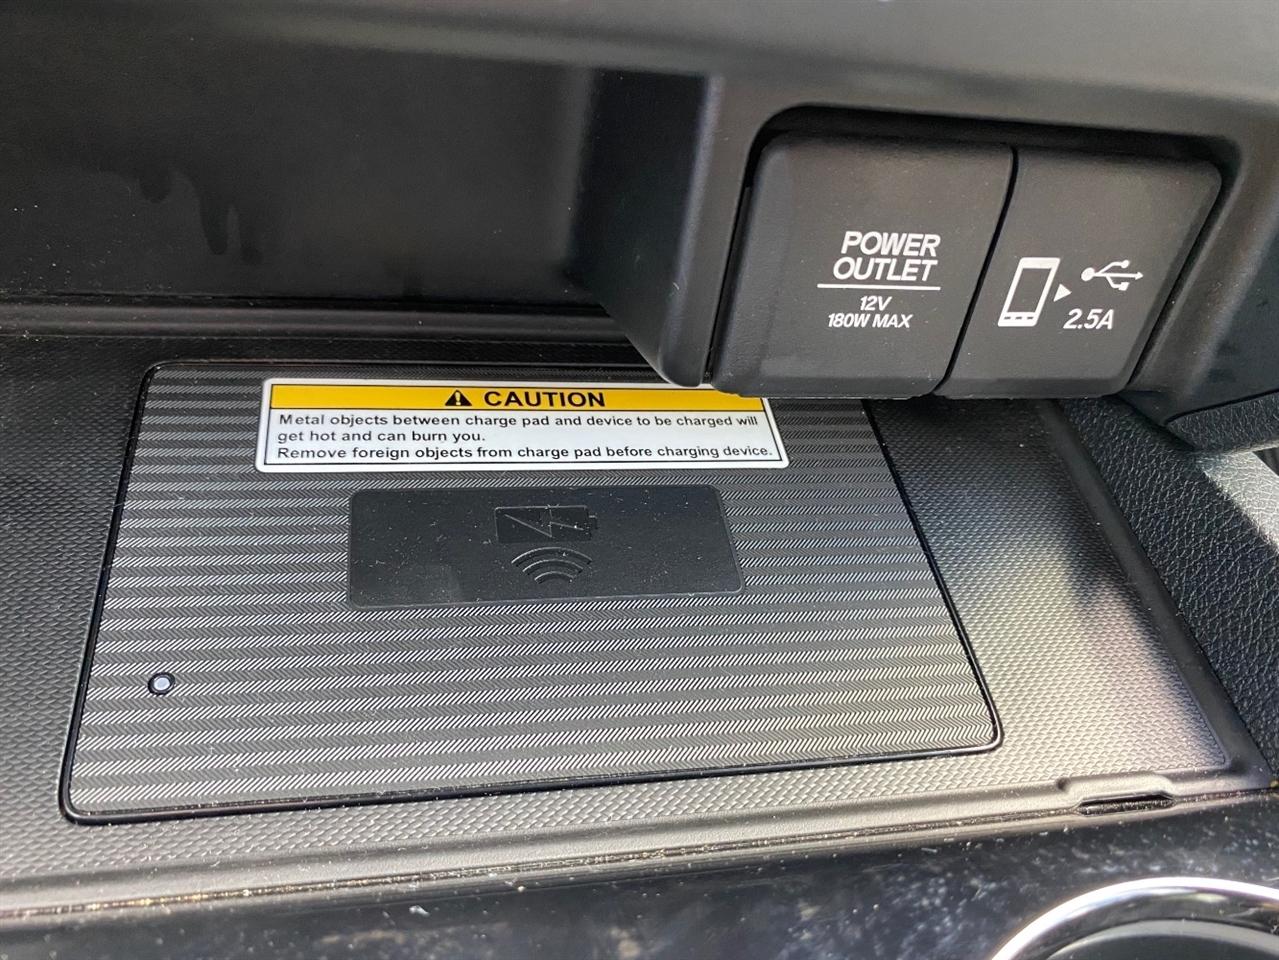 POWER
OUTLET
12V
180W MAX
2.5A
CAUTION
Metal objects between charge pad and device to be charged will
get hot and can burn you.
Remove foreign objects from charge pad before charging device.